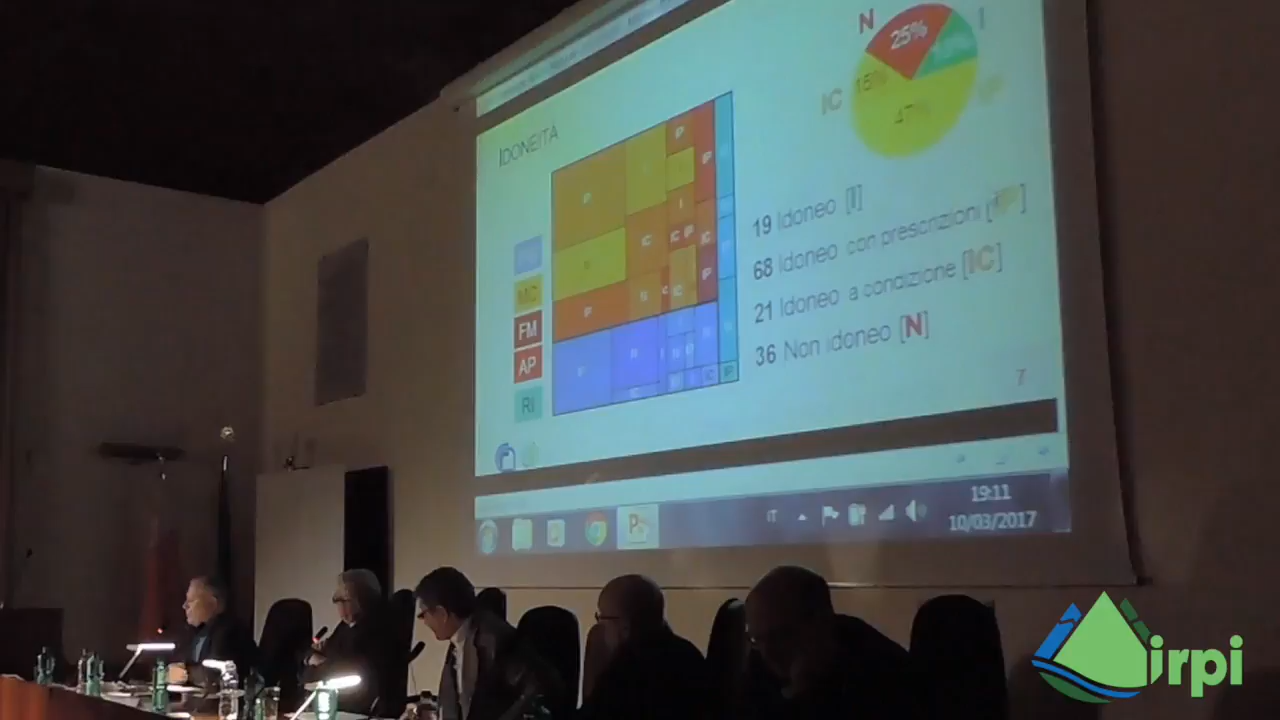 N
25%
15%
IC
47%
IDONEITÀ
19 Idoneo [I]
68 Idoneo con prescrizioni [IP]
21 Idoneo a condizione [IC]
36 Non idoneo [N]
MC
FM
AP
RI
7
IT
19:11
10/03/2017
irpi